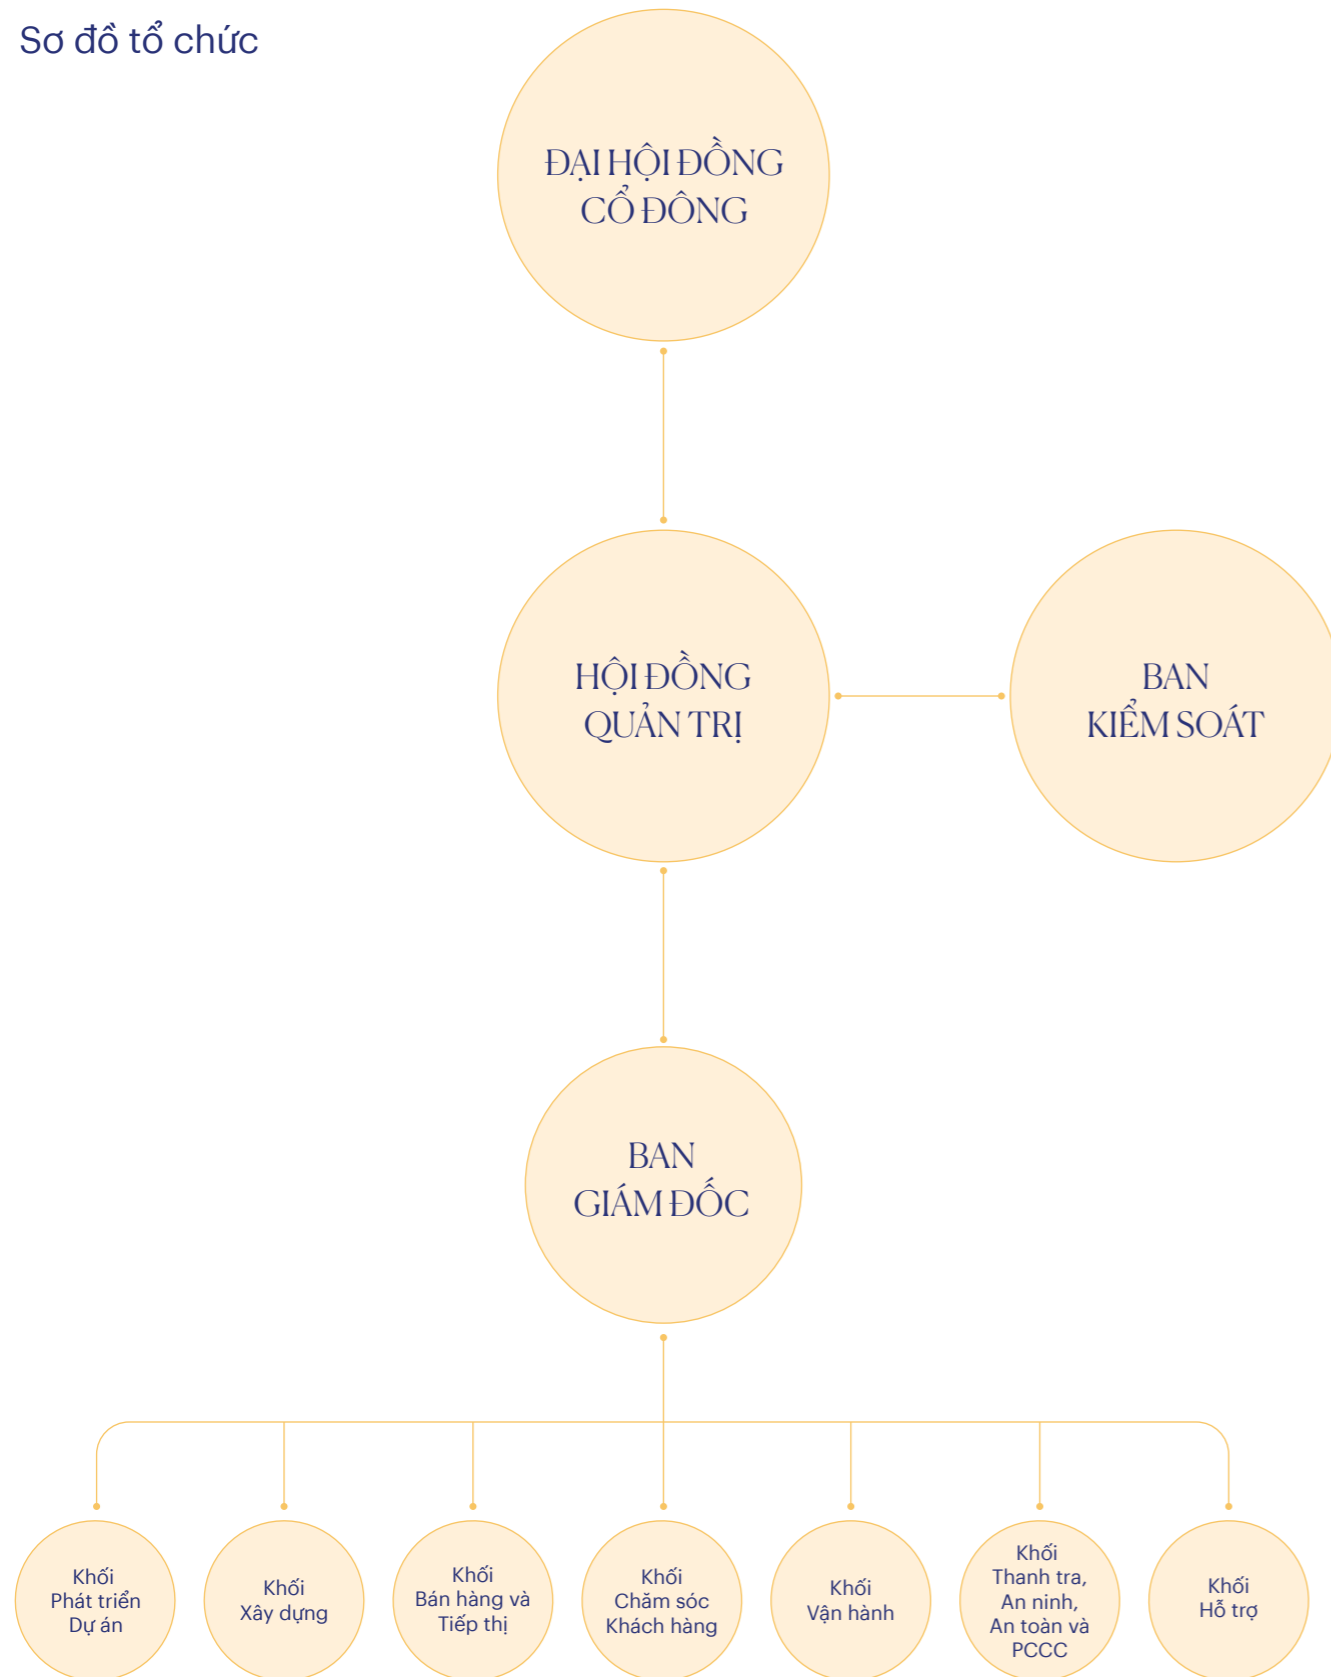 Sơ đồ tổ chức
ĐẠI HỘI ĐỒNG
CỔ ĐÔNG
HỘI ĐỒNG
QUẢN TRỊ
BAN
KIỂM SOÁT
BAN
GIÁM ĐỐC
Khối
Phát triển
Dự án
Khối
Xây dựng
Khối
Bán hàng và
Tiếp thị
Khối
Chăm sóc
Khách hàng
Khối
Vận hành
Khối
Thanh tra,
An ninh,
An toàn và
PCCC
Khối
Hỗ trợ